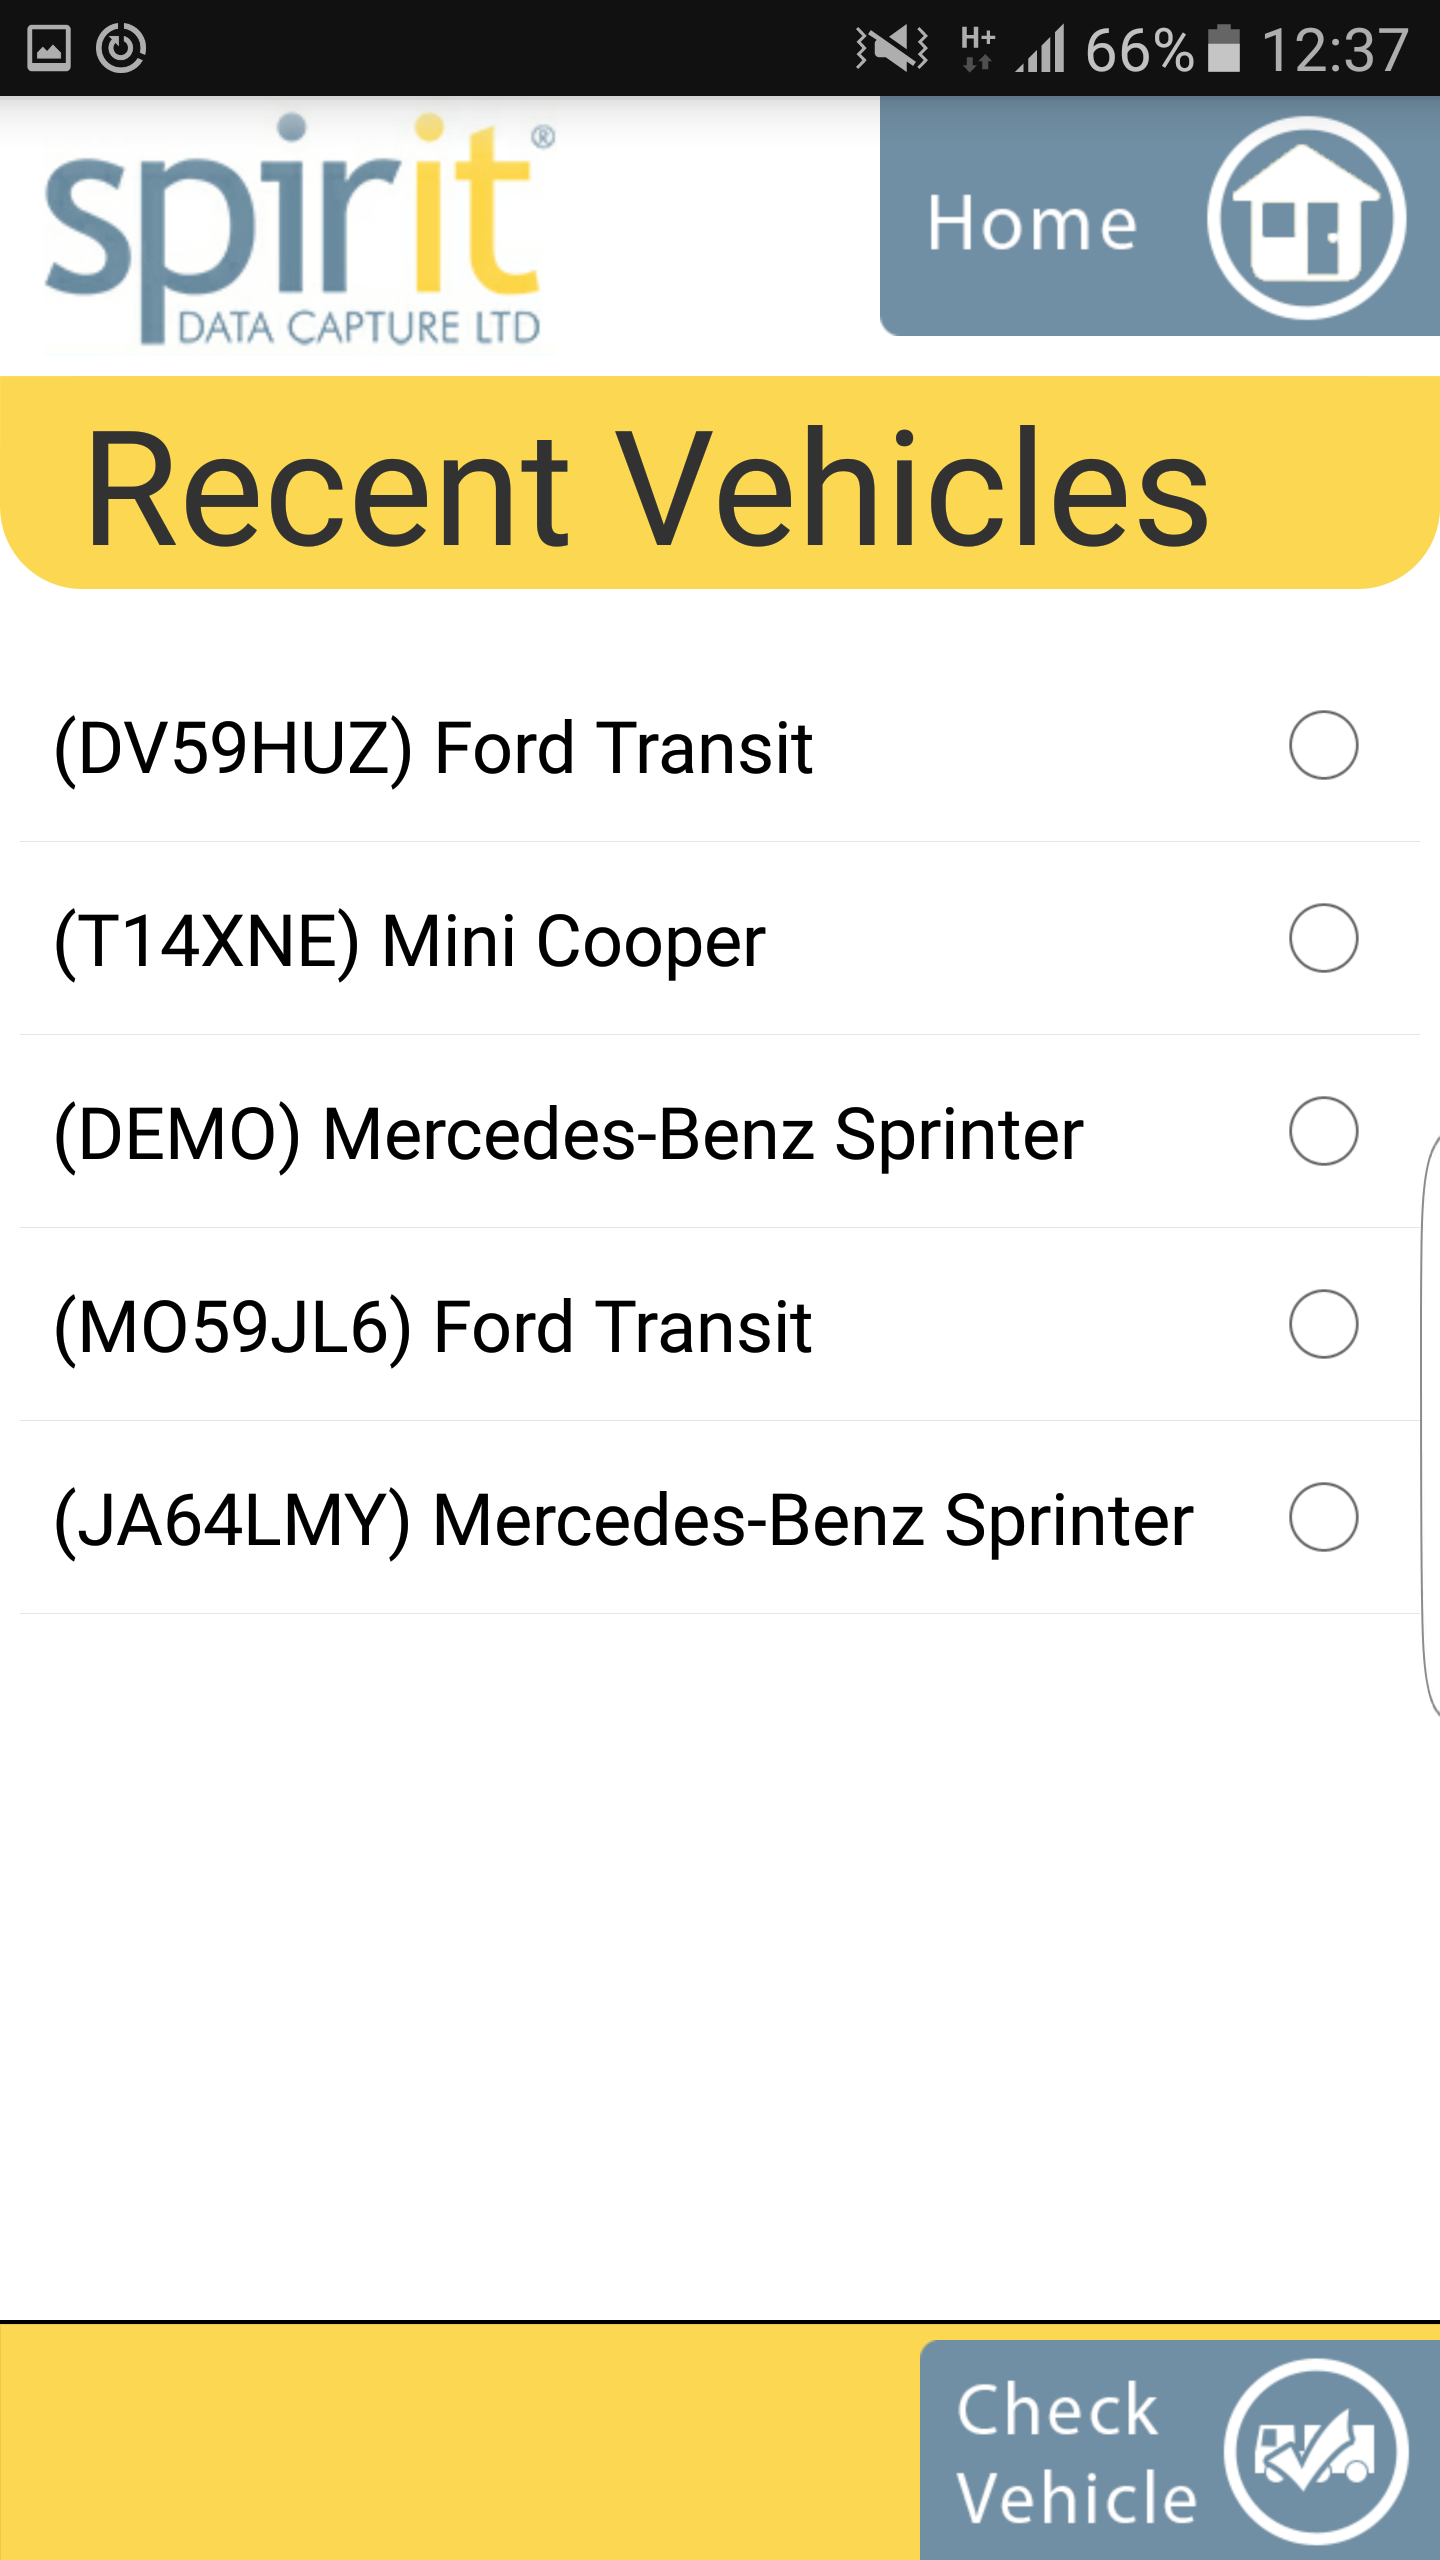 H+ 66% 12:37
spirit®
DATA CAPTURE LTD
Home
Recent Vehicles
(DV59HUZ) Ford Transit
(T14XNE) Mini Cooper
(DEMO) Mercedes-Benz Sprinter
(MO59JL6) Ford Transit
(JA64LMY) Mercedes-Benz Sprinter
Check
Vehicle